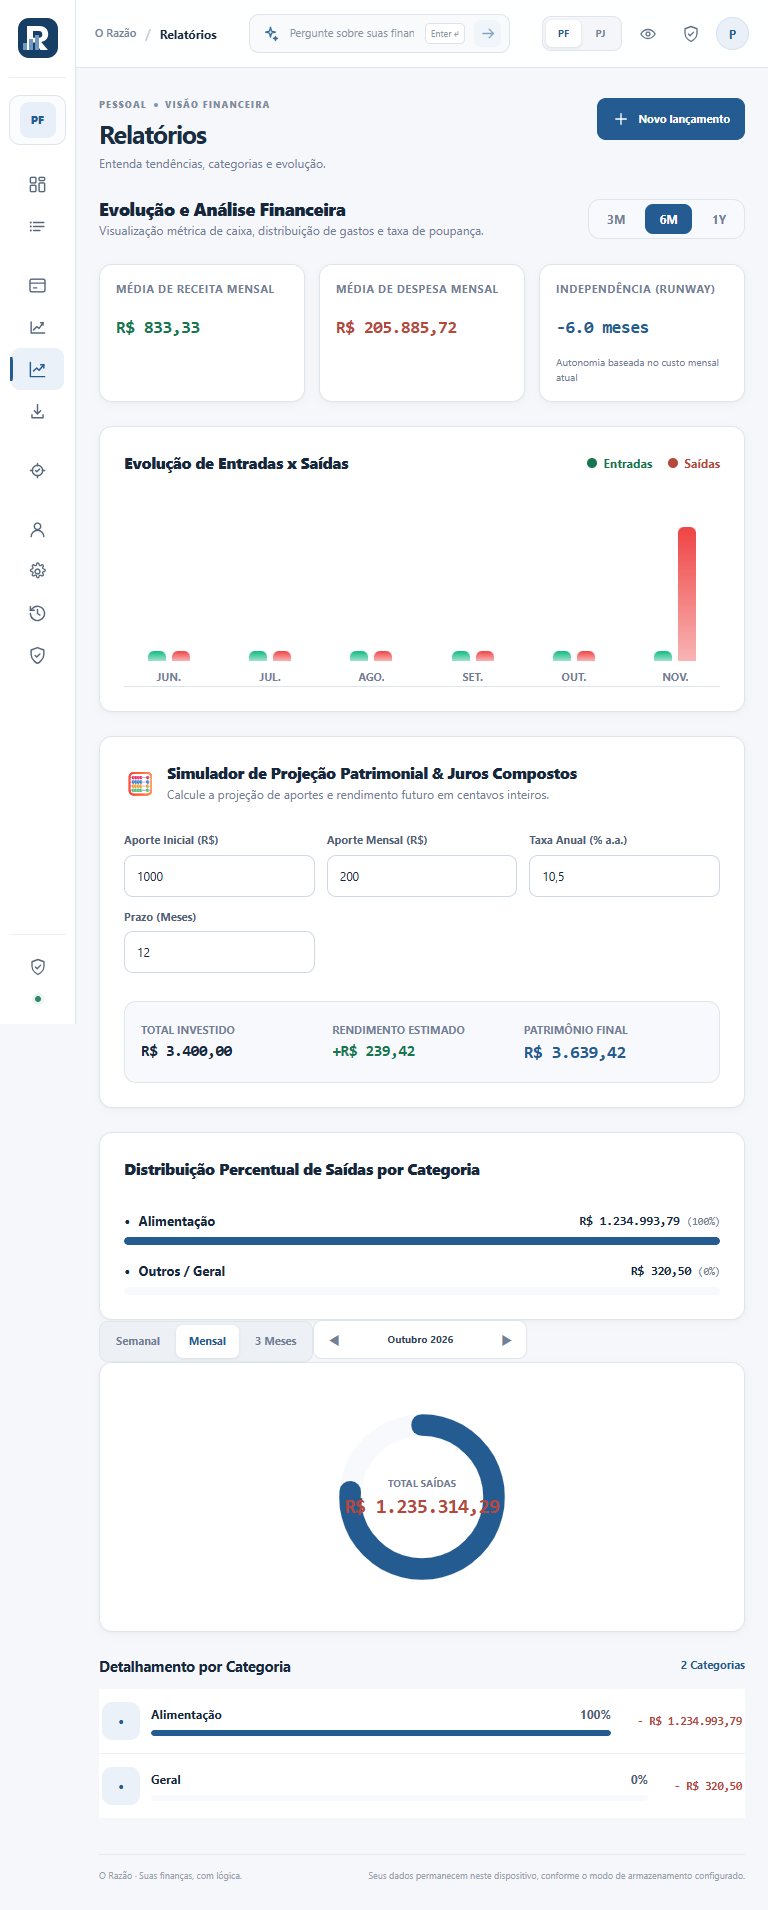 O Razão / Relatórios
Pergunte sobre suas finan
Enter ↵
PF PJ
P
PF
PESSOAL • VISÃO FINANCEIRA
Relatórios
Entenda tendências, categorias e evolução.
+ Novo lançamento
Evolução e Análise Financeira
Visualização métrica de caixa, distribuição de gastos e taxa de poupança.
3M 6M 1Y
MÉDIA DE RECEITA MENSAL
R$ 833,33
MÉDIA DE DESPESA MENSAL
R$ 205.885,72
INDEPENDÊNCIA (RUNWAY)
-6.0 meses
Autonomia baseada no custo mensal
atual
Evolução de Entradas x Saídas
Entradas Saídas
JUN. JUL. AGO. SET. OUT. NOV.
Simulador de Projeção Patrimonial & Juros Compostos
Calcule a projeção de aportes e rendimento futuro em centavos inteiros.
Aporte Inicial (R$) Aporte Mensal (R$) Taxa Anual (% a.a.)
1000 200 10,5
Prazo (Meses)
12
TOTAL INVESTIDO RENDIMENTO ESTIMADO PATRIMÔNIO FINAL
R$ 3.400,00 +R$ 239,42 R$ 3.639,42
Distribuição Percentual de Saídas por Categoria
• Alimentação R$ 1.234.993,79 (100%)
• Outros / Geral R$ 320,50 (0%)
Semanal Mensal 3 Meses ◀ Outubro 2026 ▶
TOTAL SAÍDAS
R$ 1.235.314,29
Detalhamento por Categoria 2 Categorias
• Alimentação 100% - R$ 1.234.993,79
• Geral 0% - R$ 320,50
O Razão · Suas finanças, com lógica. Seus dados permanecem neste dispositivo, conforme o modo de armazenamento configurado.